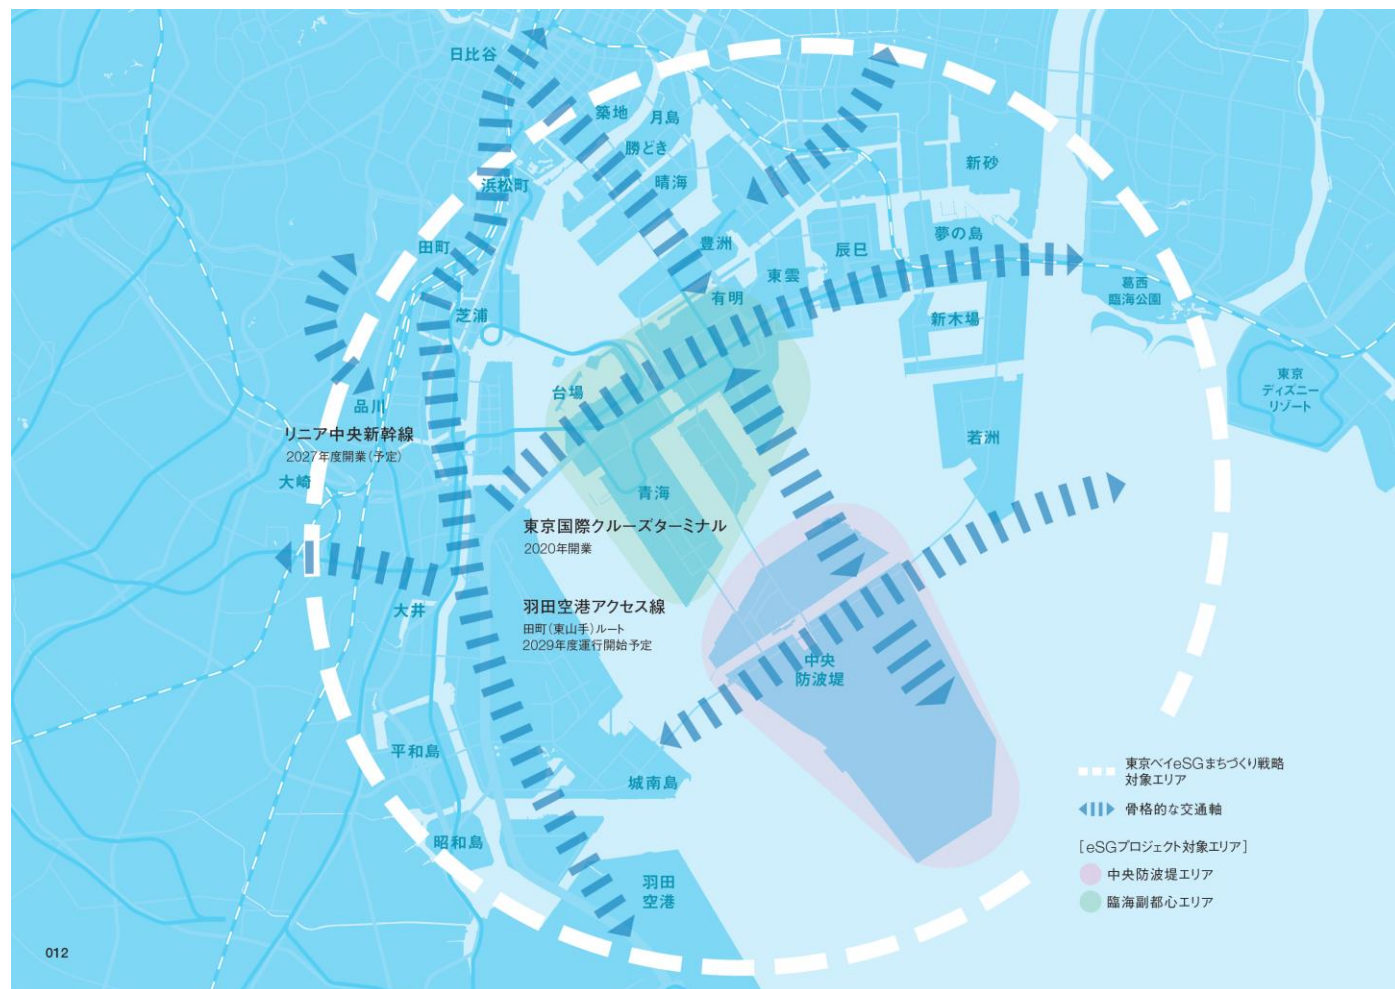 日比谷
築地
月島
勝どき
晴海
新砂
浜松町
田町
豊洲
辰巳
夢の島
東雲
有明
葛西
臨海公園
芝浦
新木場
台場
東京
ディズニー
リゾート
品川
リニア中央新幹線
2027年度開業(予定)
若洲
大崎
青海
東京国際クルーズターミナル
2020年開業
大井
羽田空港アクセス線
田町(東山手)ルート
2029年度運行開始予定
中央
防波堤
平和島
城南島
昭和島
羽田
空港
東京ベイeSGまちづくり戦略
対象エリア
骨格的な交通軸
[eSGプロジェクト対象エリア]
中央防波堤エリア
臨海副都心エリア
012